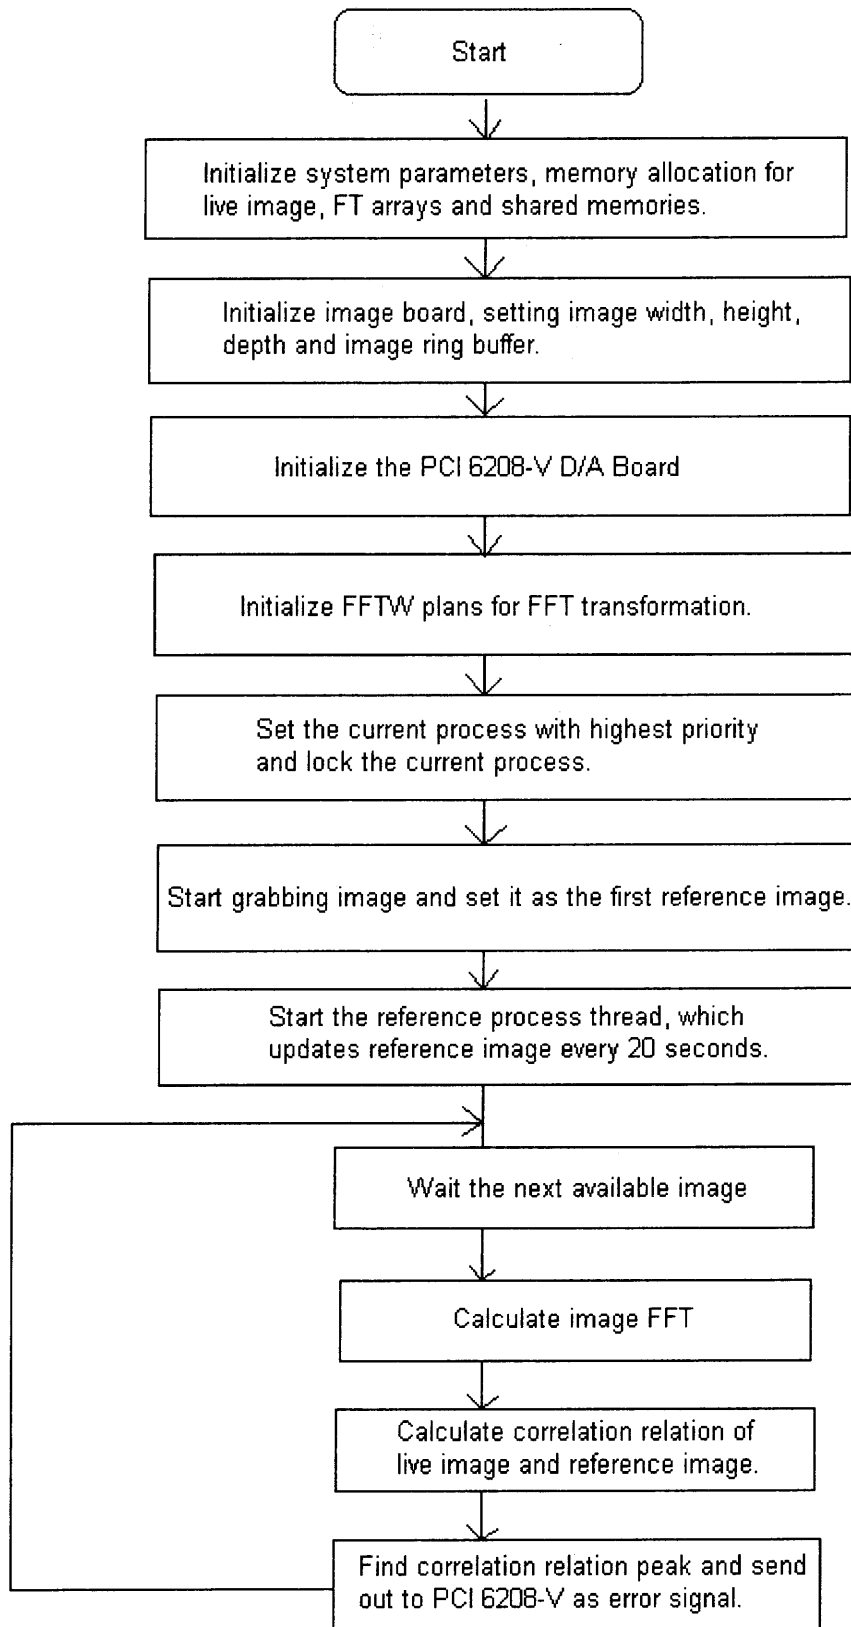 Start
Initialize system parameters, memory allocation for
live image, FT arrays and shared memories.
Initialize image board, setting image width, height,
depth and image ring buffer.
Initialize the PCI 6208-V D/A Board
Initialize FFTW plans for FFT transformation.
Set the current process with highest priority
and lock the current process.
Start grabbing image and set it as the first reference image.
Start the reference process thread, which
updates reference image every 20 seconds.
Wait the next available image
Calculate image FFT
Calculate correlation relation of
live image and reference image.
Find correlation relation peak and send
out to PCI 6208-V as error signal.